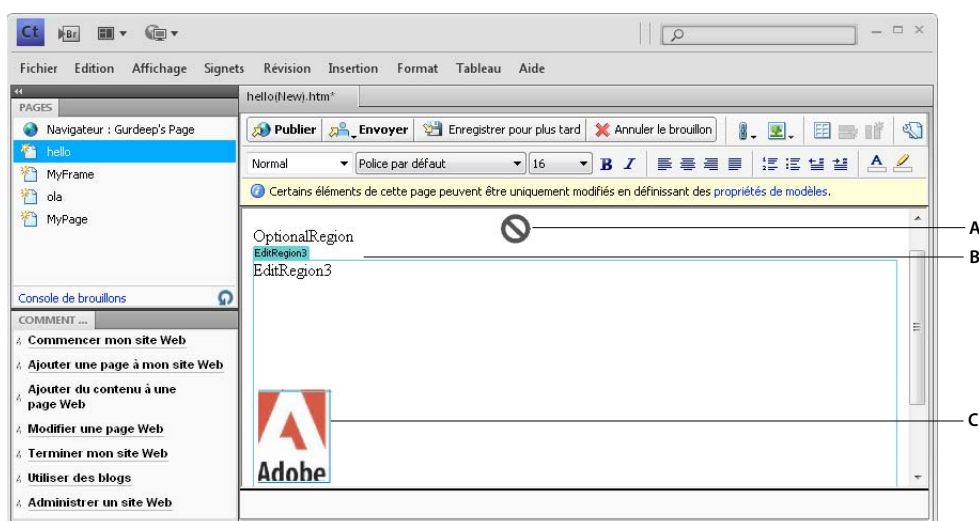 Ct Br
Fichier Edition Affichage Signets Révision Insertion Format Tableau Aide
PAGES
Navigateur : Gurdeep's Page
hello
MyFrame
ola
MyPage
Console de brouillons
COMMENT ...
Commencer mon site Web
Ajouter une page à mon site Web
Ajouter du contenu à une
page Web
Modifier une page Web
Terminer mon site Web
Utiliser des blogs
Administrer un site Web
hello(New).htm*
Publier Envoyer Enregistrer pour plus tard Annuler le brouillon
Normal Police par défaut 16 B I A
Certains éléments de cette page peuvent être uniquement modifiés en définissant des propriétés de modèles.
OptionalRegion
EditRegion3
EditRegion3
Adobe
A
B
C